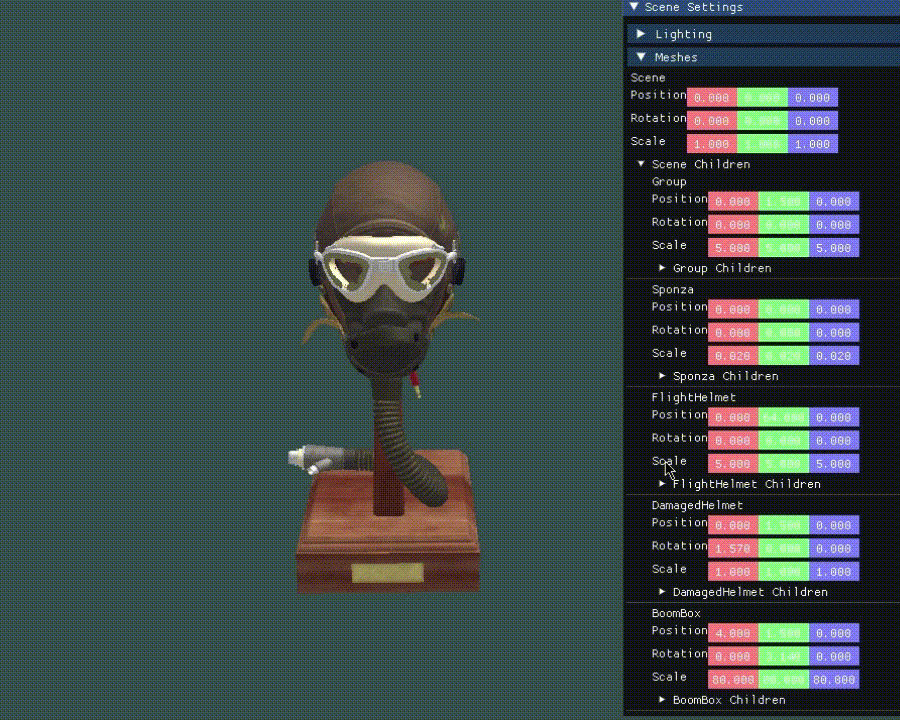 Scene Settings
Lighting
Meshes
Scene
Position 0.000 0.000 0.000
Rotation 0.000 0.000 0.000
Scale 1.000 1.000 1.000
Scene Children
Group
Position 0.000 1.500 0.000
Rotation 0.000 0.000 0.000
Scale 5.000 5.000 5.000
Group Children
Sponza
Position 0.000 0.000 0.000
Rotation 0.000 0.000 0.000
Scale 0.020 0.020 0.020
Sponza Children
FlightHelmet
Position 0.000 64.000 0.000
Rotation 0.000 0.000 0.000
Scale 5.000 5.000 5.000
FlightHelmet Children
DamagedHelmet
Position 0.000 1.500 0.000
Rotation 1.570 0.000 0.000
Scale 1.000 1.000 1.000
DamagedHelmet Children
BoomBox
Position 4.000 1.500 0.000
Rotation 0.000 3.140 0.000
Scale 80.000 80.000 80.000
BoomBox Children